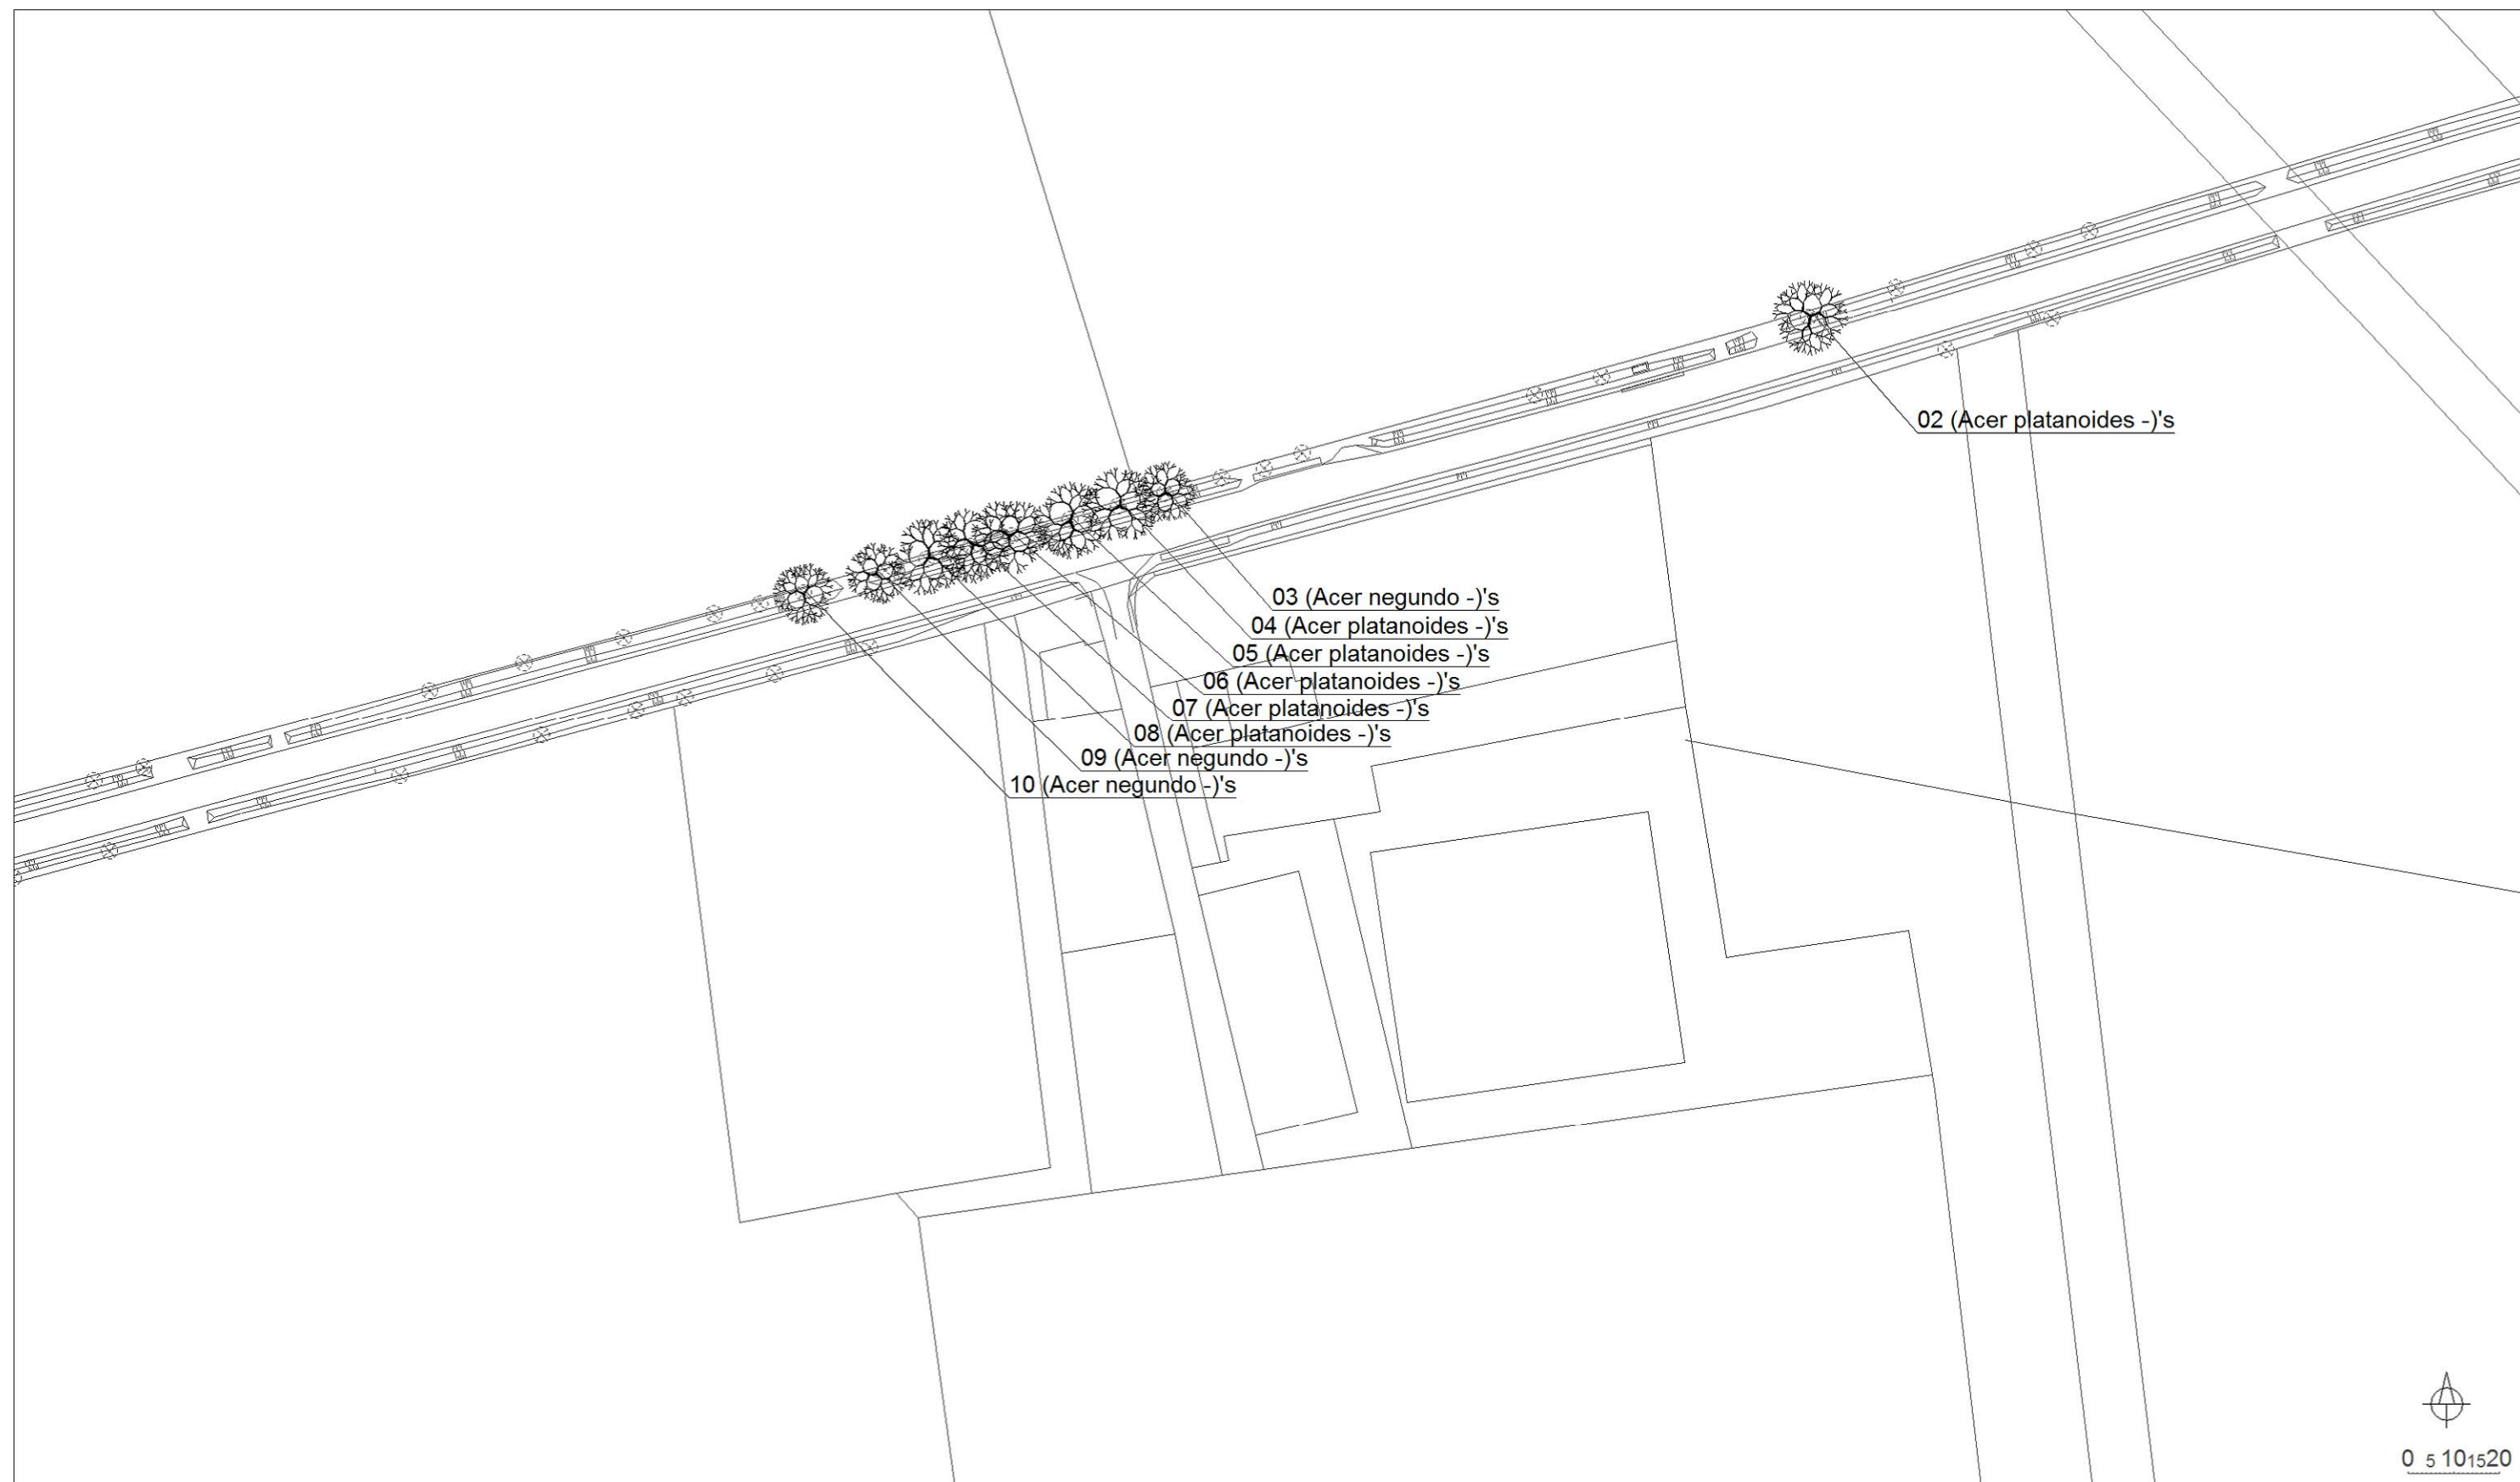 02 (Acer platanoides -)'s
03 (Acer negundo -)'s
04 (Acer platanoides -)'s
05 (Acer platanoides -)'s
06 (Acer platanoides -)'s
07 (Acer platanoides -)'s
08 (Acer platanoides -)'s
09 (Acer negundo -)'s
10 (Acer negundo -)'s
0 5 10 15 20